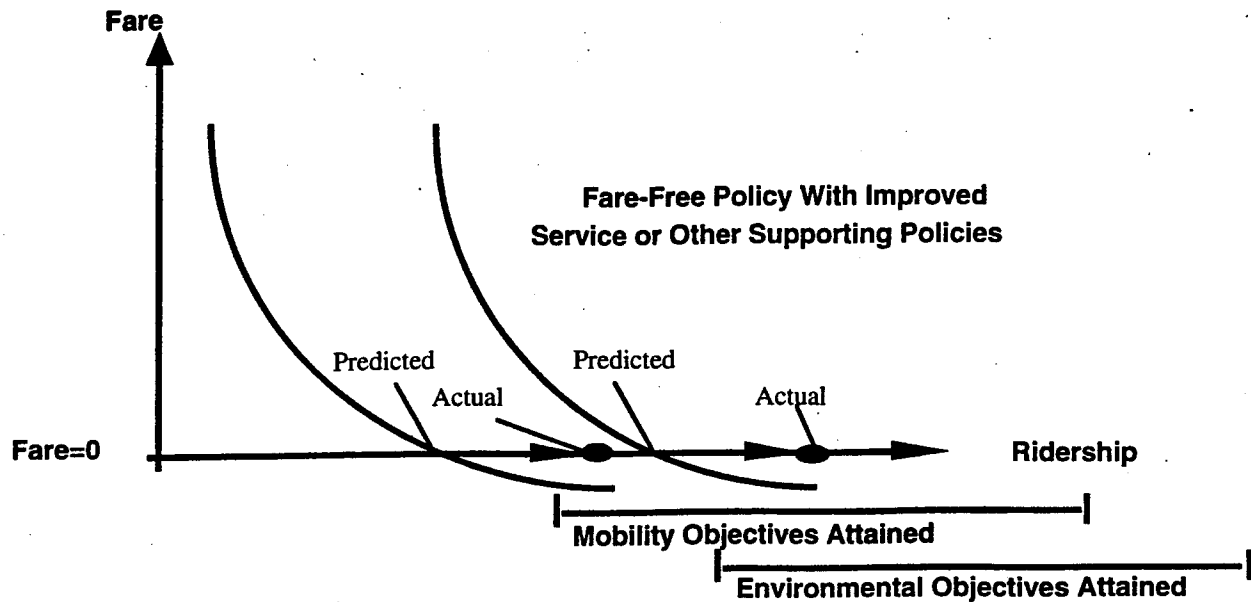 Fare
Fare-Free Policy With Improved
Service or Other Supporting Policies
Predicted
Predicted
Actual
Actual
Fare=0
Ridership
Mobility Objectives Attained
Environmental Objectives Attained